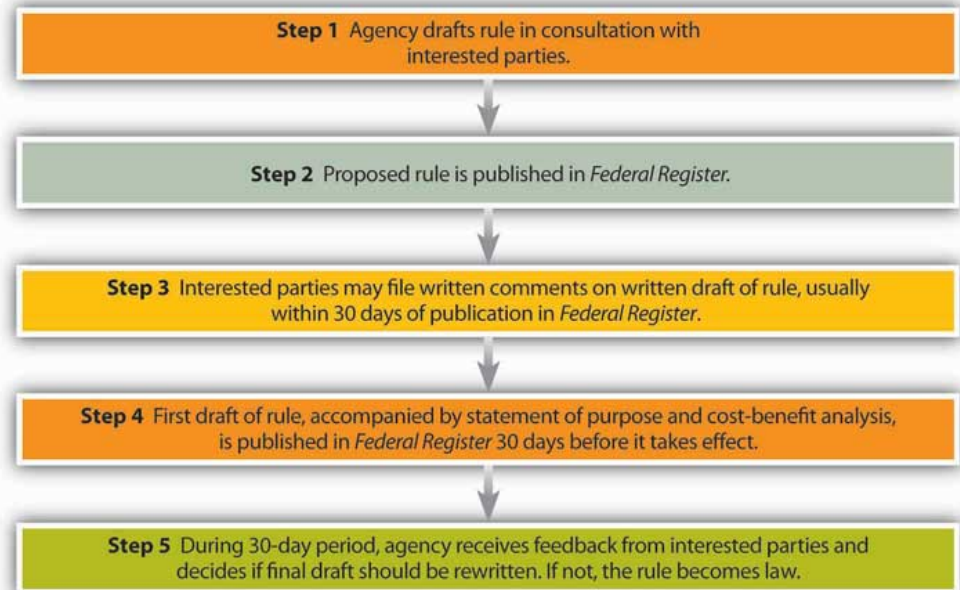 Step 1 Agency drafts rule in consultation with
interested parties.
Step 2 Proposed rule is published in Federal Register.
Step 3 Interested parties may file written comments on written draft of rule, usually
within 30 days of publication in Federal Register.
Step 4 First draft of rule, accompanied by statement of purpose and cost-benefit analysis,
is published in Federal Register 30 days before it takes effect.
Step 5 During 30-day period, agency receives feedback from interested parties and
decides if final draft should be rewritten. If not, the rule becomes law.